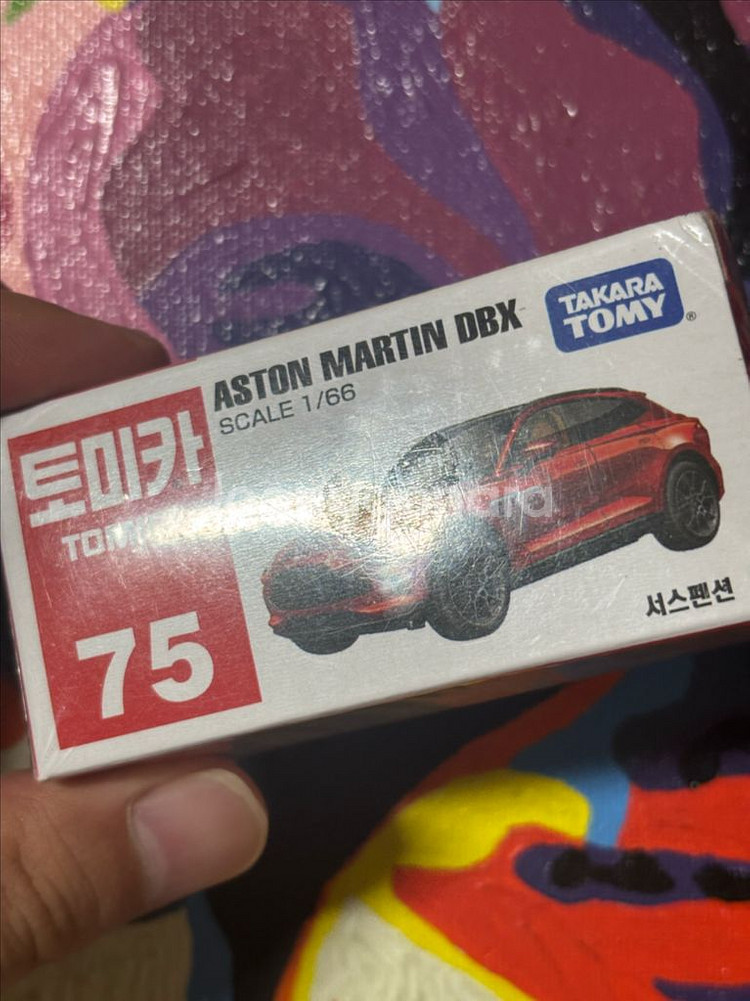 ASTON MARTIN DBX
SCALE 1/66
TAKARA
TOMY
®
토미카
75
서스펜션